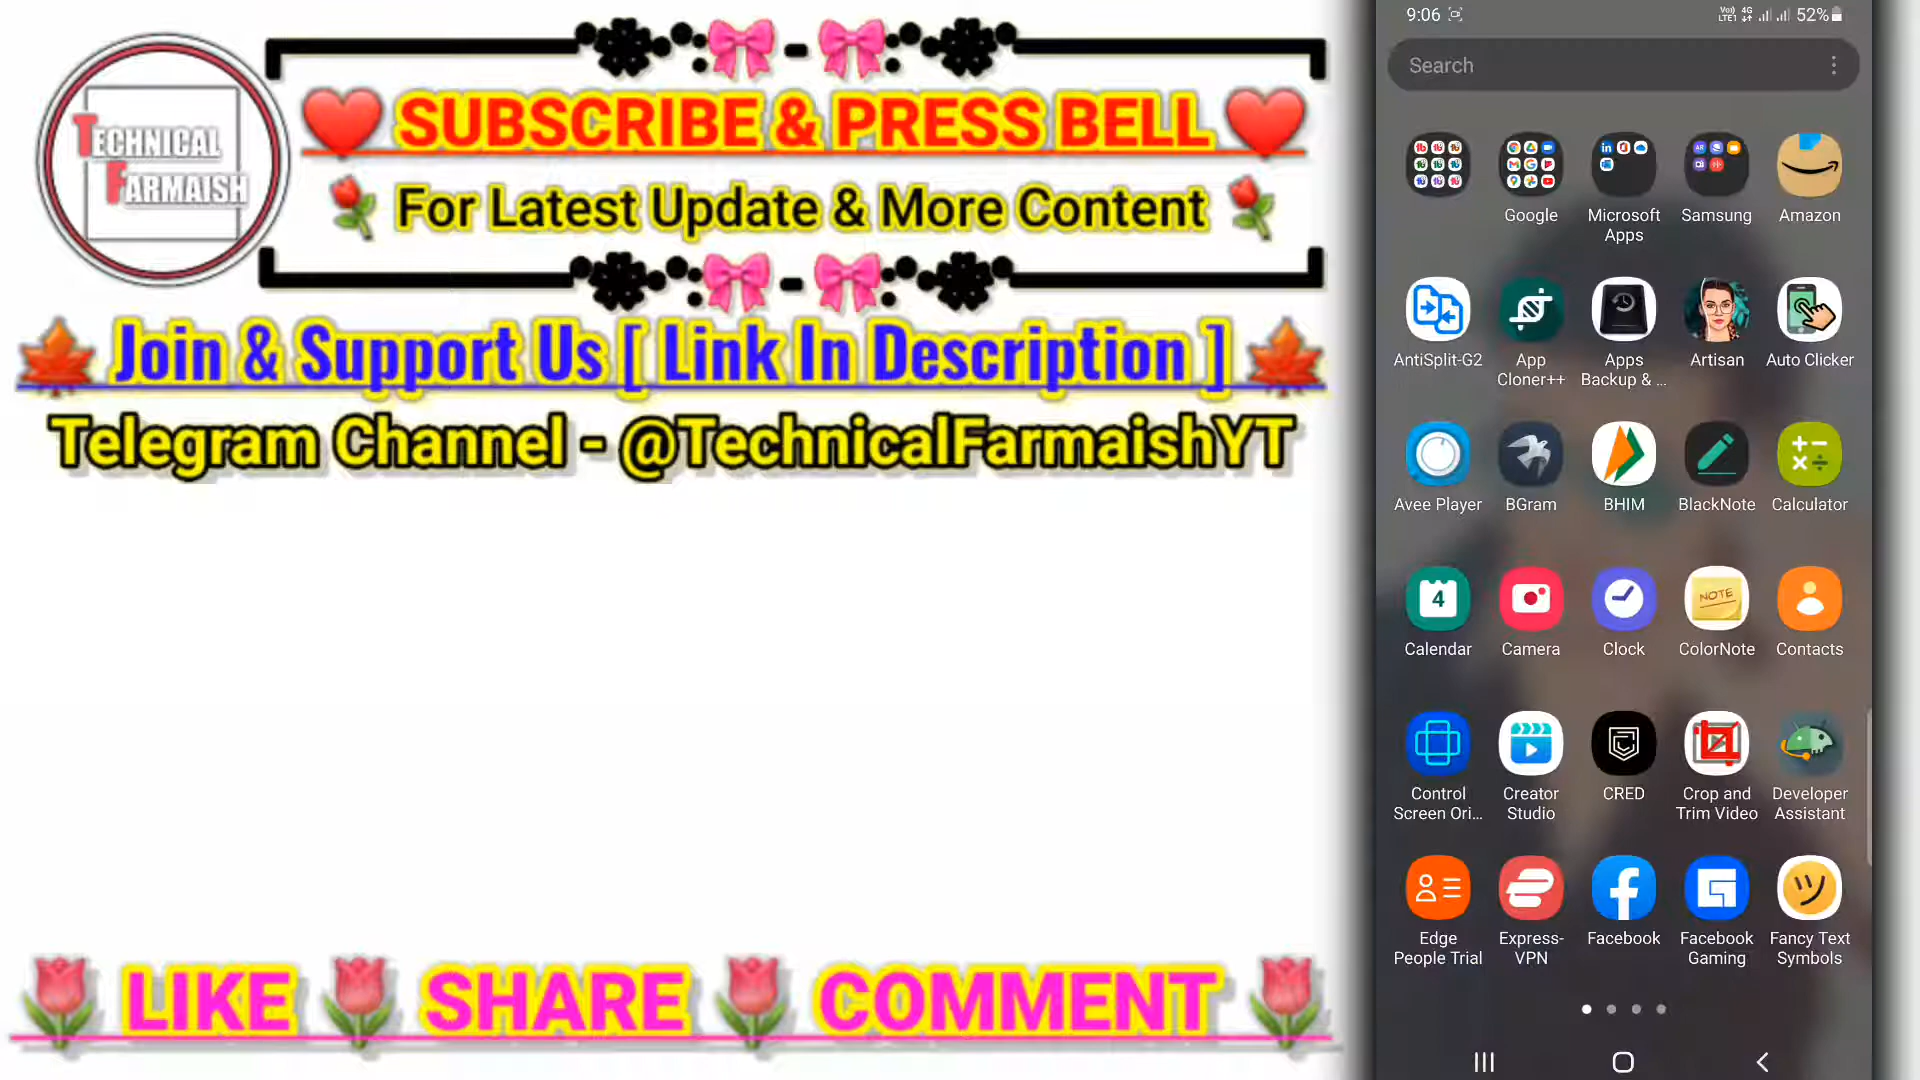 TECHNICAL
FARMAISH
SUBSCRIBE & PRESS BELL
For Latest Update & More Content
Join & Support Us [ Link In Description ]
Telegram Channel - @TechnicalFarmaishYT
LIKE SHARE COMMENT
9:06
Vo)) LTE1 4G 52%
Search
Google
Microsoft Apps
Samsung
Amazon
AntiSplit-G2
App Cloner++
Apps Backup & ...
Artisan
Auto Clicker
Avee Player
BGram
BHIM
BlackNote
Calculator
4
Calendar
Camera
Clock
NOTE
ColorNote
Contacts
Control Screen Ori...
Creator Studio
CRED
Crop and Trim Video
Developer Assistant
Edge People Trial
Express-VPN
Facebook
Facebook Gaming
Fancy Text Symbols